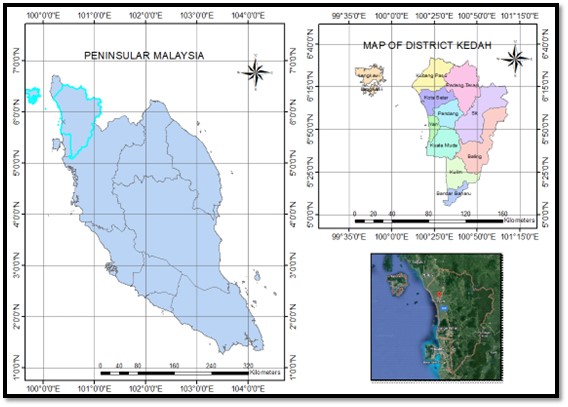 100°0'0"E 101°0'0"E 102°0'0"E 103°0'0"E 104°0'0"E
PENINSULAR MALAYSIA
7°0'0"N
6°0'0"N
5°0'0"N
4°0'0"N
3°0'0"N
2°0'0"N
1°0'0"N
0 40 80 160 240 320
Kilometers
100°0'0"E 101°0'0"E 102°0'0"E 103°0'0"E 104°0'0"E
99°35'0"E 100°0'0"E 100°25'0"E 100°50'0"E 101°15'0"E
MAP OF DISTRICT KEDAH
6°40'0"N
6°15'0"N
5°50'0"N
5°25'0"N
5°0'0"N
Kubang Pasu
Kota Setar
Pendang
Sik
Yan
Kuala Muda
Baling
Kulim
Bandar Baharu
0 20 40 80 120 160
Kilometers
99°35'0"E 100°0'0"E 100°25'0"E 100°50'0"E 101°15'0"E